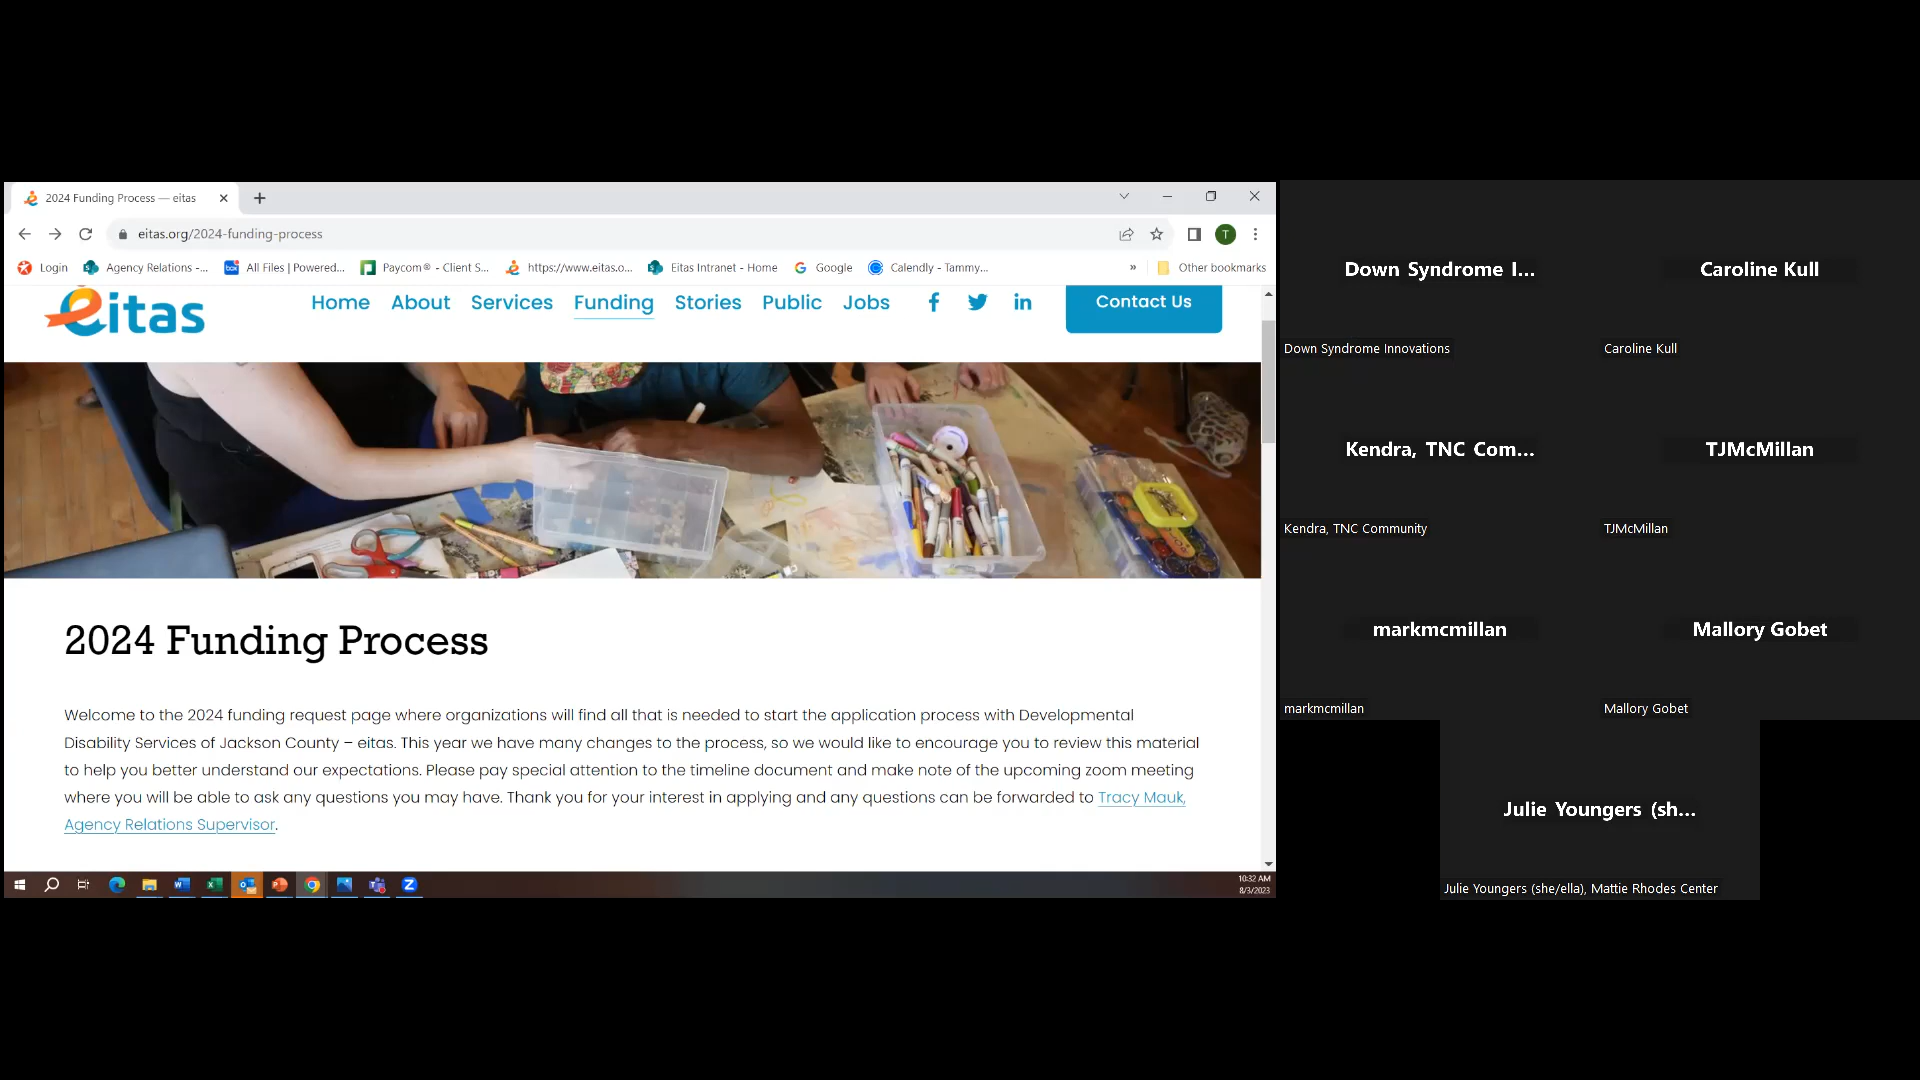 2024 Funding Process — eitas
eitas.org/2024-funding-process
T
Login
Agency Relations -...
box
All Files | Powered...
Paycom® - Client S...
https://www.eitas.o...
Eitas Intranet - Home
Google
Calendly - Tammy...
»
Other bookmarks
eitas
Home About Services Funding Stories Public Jobs
Contact Us
2024 Funding Process
Welcome to the 2024 funding request page where organizations will find all that is needed to start the application process with Developmental
Disability Services of Jackson County – eitas. This year we have many changes to the process, so we would like to encourage you to review this material
to help you better understand our expectations. Please pay special attention to the timeline document and make note of the upcoming zoom meeting
where you will be able to ask any questions you may have. Thank you for your interest in applying and any questions can be forwarded to Tracy Mauk,
Agency Relations Supervisor.
10:32 AM
8/3/2023
Down Syndrome I...
Down Syndrome Innovations
Caroline Kull
Caroline Kull
Kendra, TNC Com...
Kendra, TNC Community
TJMcMillan
TJMcMillan
markmcmillan
markmcmillan
Mallory Gobet
Mallory Gobet
Julie Youngers (sh...
Julie Youngers (she/ella), Mattie Rhodes Center